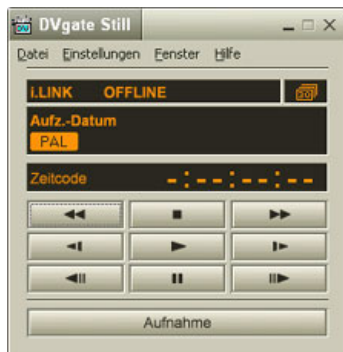 DVgate Still
Datei Einstellungen Fenster Hilfe
i.LINK OFFLINE
Aufz.-Datum
PAL
Zeitcode --:--:--:--
Aufnahme